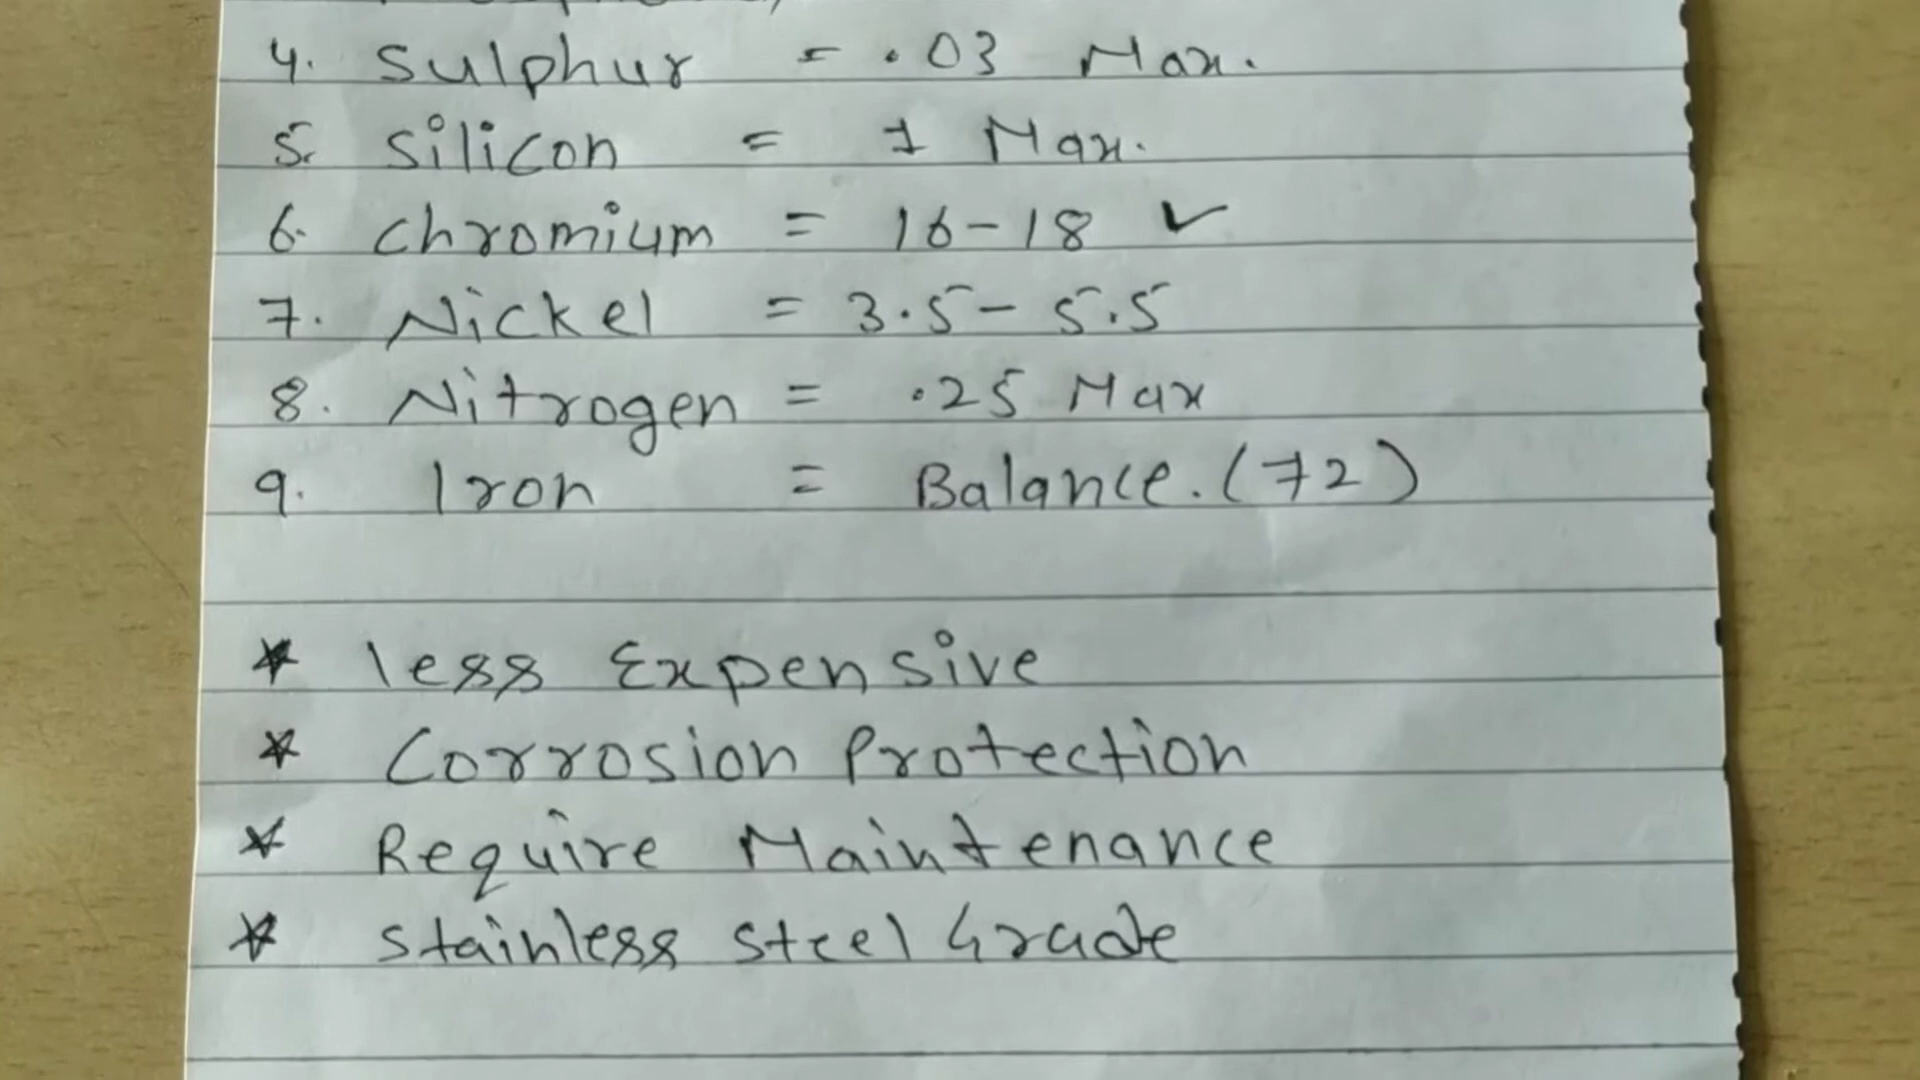 4. Sulphur = .03 Max.
5. Silicon = 1 Max.
6. Chromium = 16-18 ✓
7. Nickel = 3.5-5.5
8. Nitrogen = .25 Max
9. Iron = Balance. (72)
* less Expensive
* Corrosion Protection
* Require Maintenance
* Stainless Steel Grade